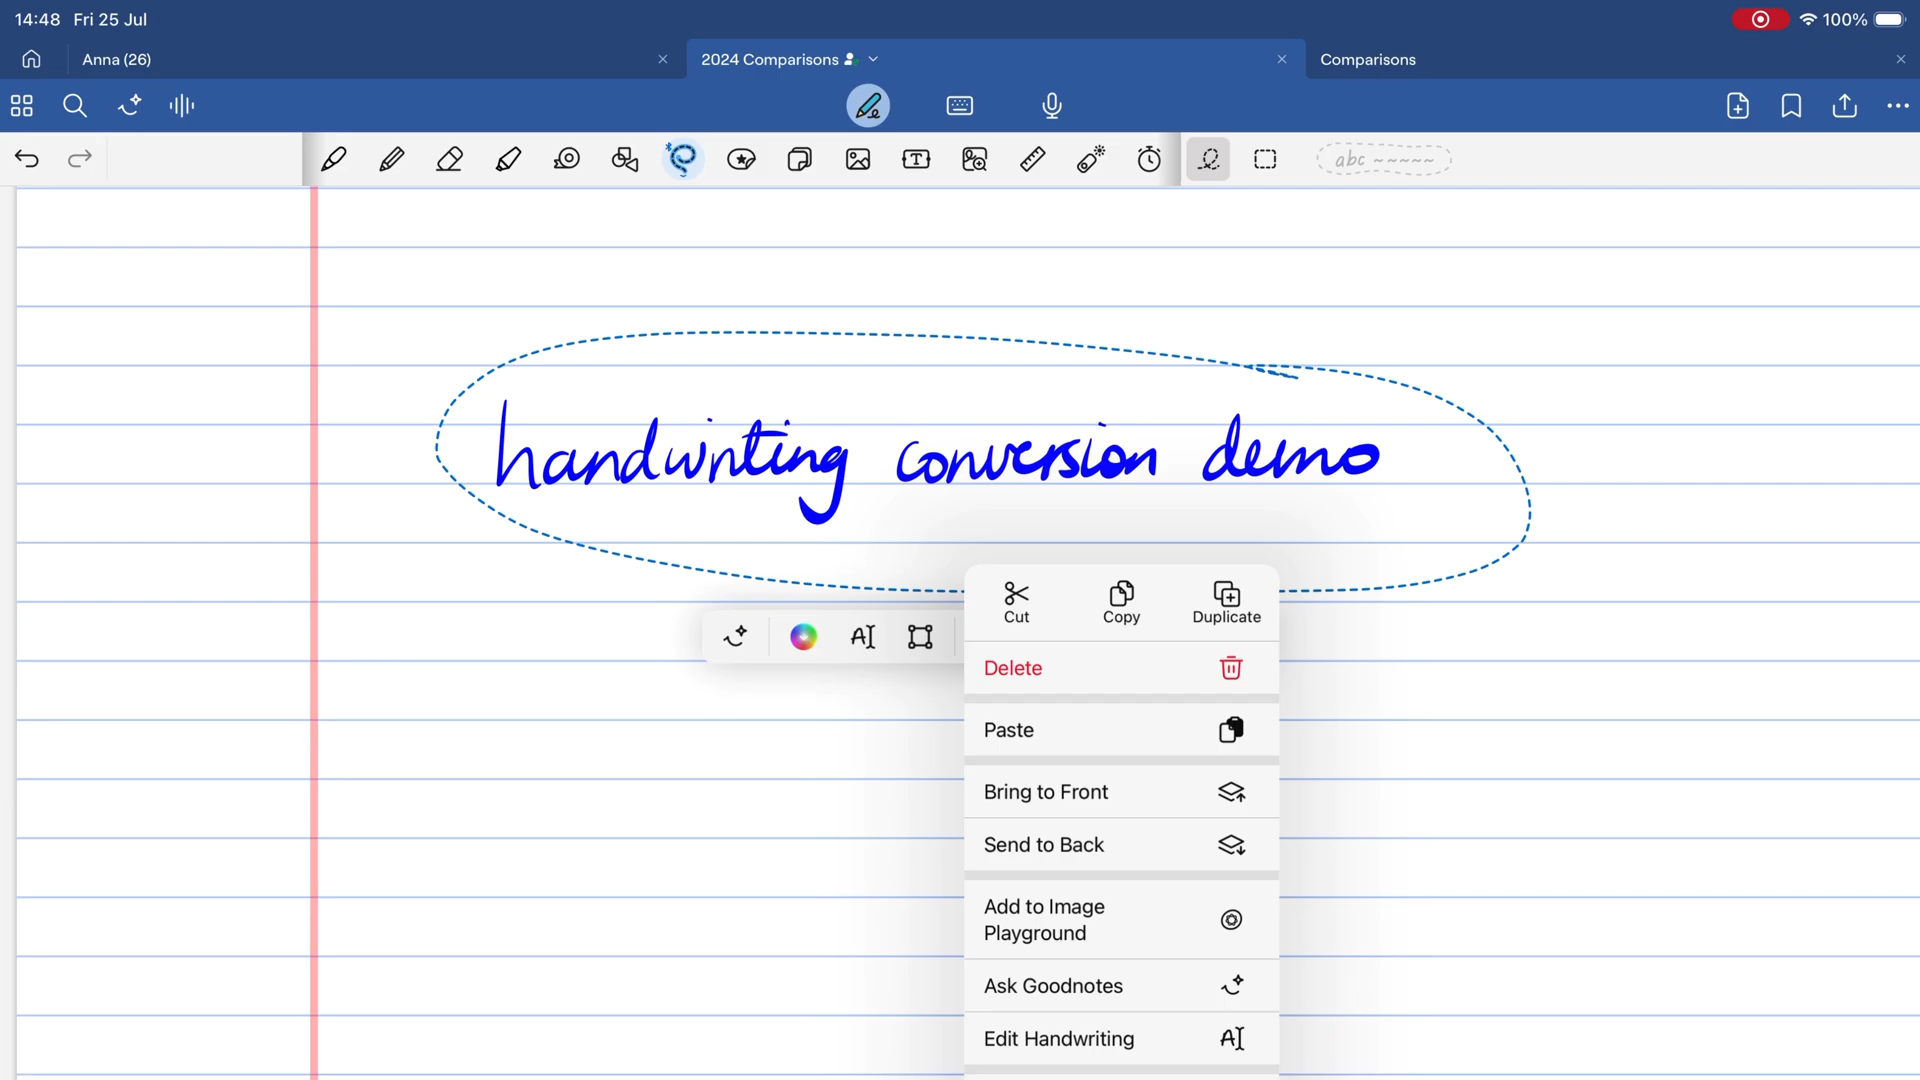 14:48 Fri 25 Jul
100%
Anna (26)
2024 Comparisons
Comparisons
abc
handwriting conversion demo
Cut
Copy
Duplicate
Delete
Paste
Bring to Front
Send to Back
Add to Image
Playground
Ask Goodnotes
Edit Handwriting